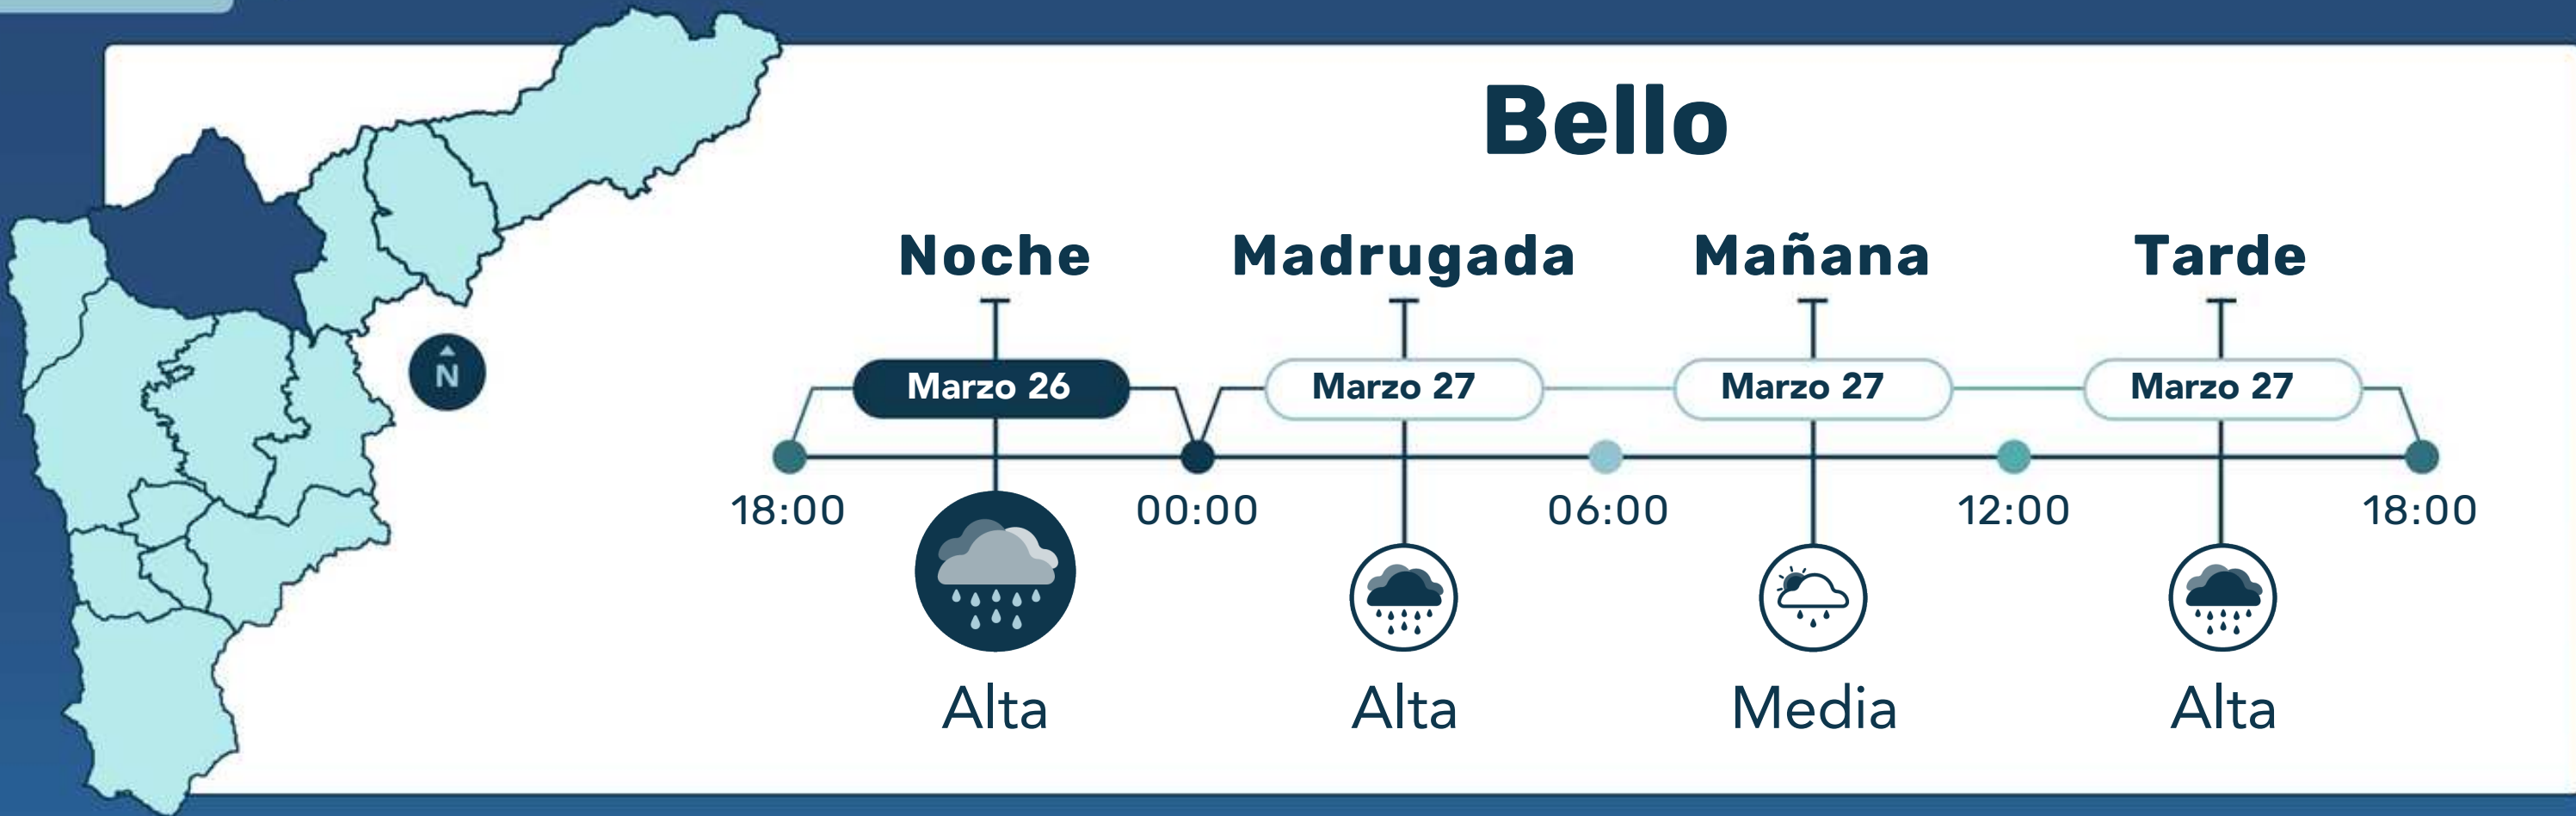 Bello
Noche Madrugada Mañana Tarde
Marzo 26 Marzo 27 Marzo 27 Marzo 27
N
18:00 00:00 06:00 12:00 18:00
Alta Alta Media Alta